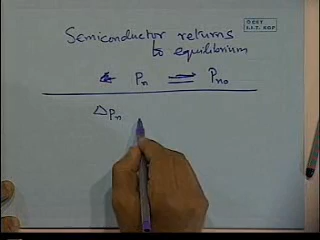 Semiconductor returns
to equilibrium
Pn ⇌ Pno
Δpn